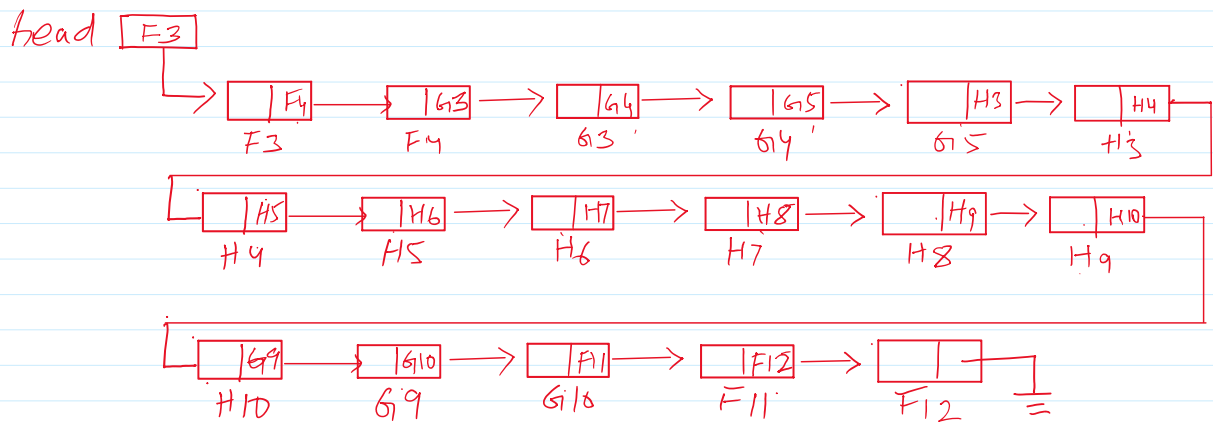 head F3
F4 G3 G4 G5 H3 H4
F3 F4 G3 G4 G5 H3
H5 H6 H7 H8 H9 H10
H4 H5 H6 H7 H8 H9
G9 G10 F11 F12
H10 G9 G10 F11 F12